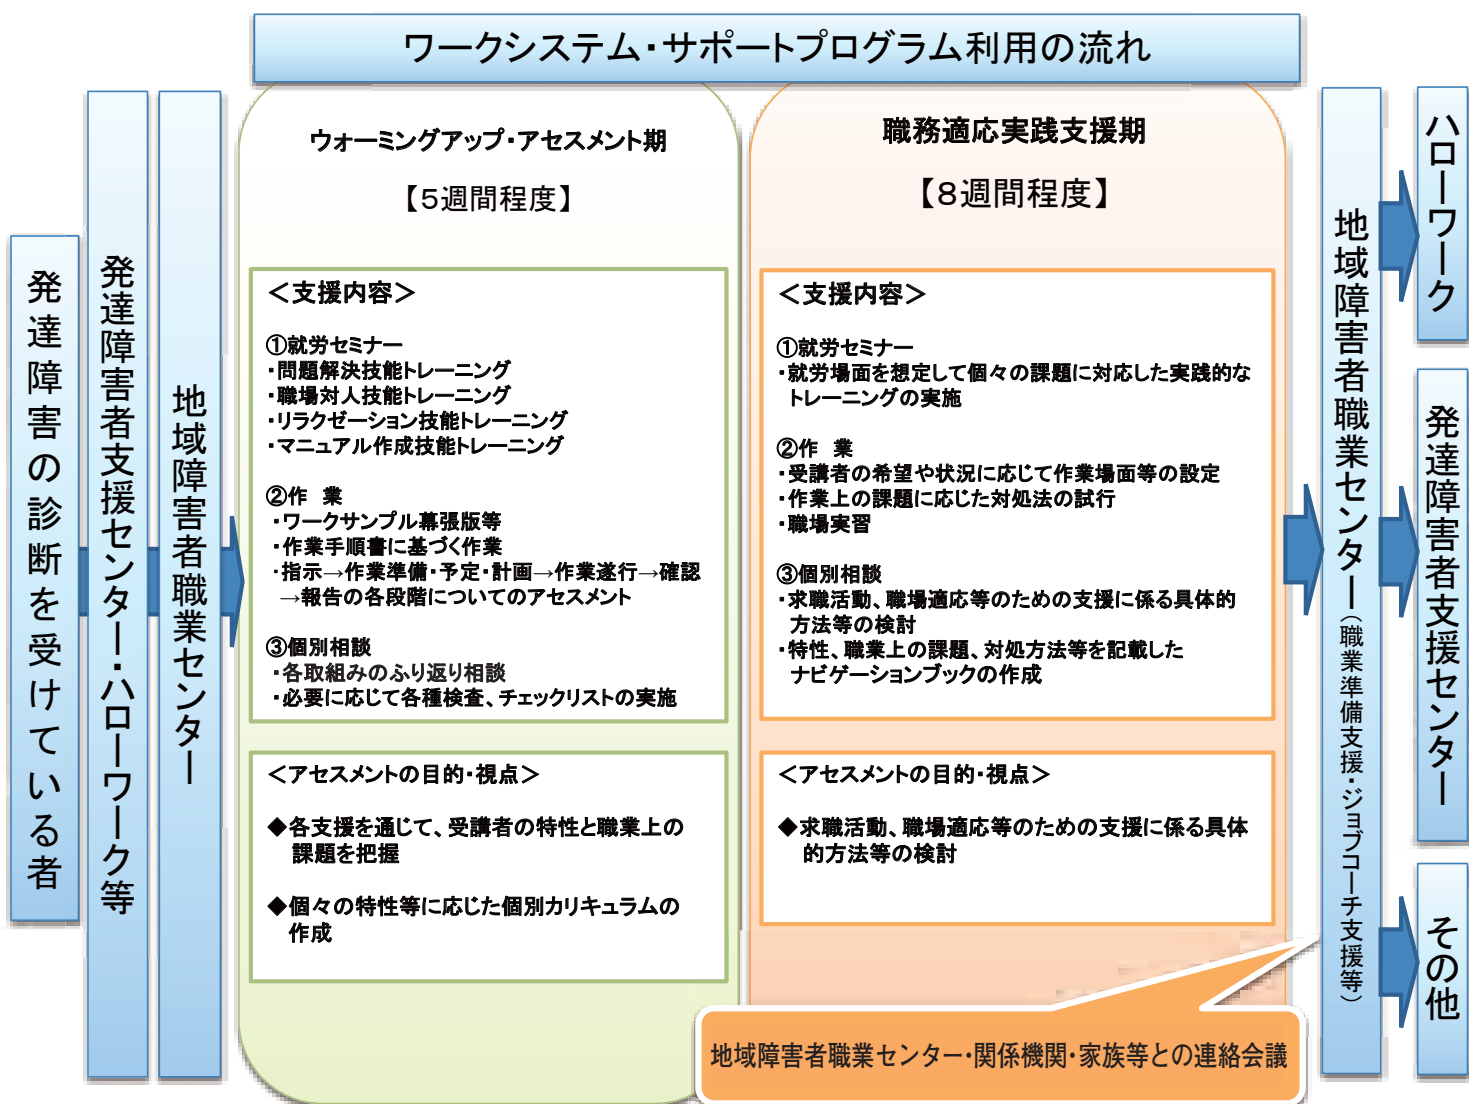 ワークシステム・サポートプログラム利用の流れ
発達障害の診断を受けている者
発達障害者支援センター・ハローワーク等
地域障害者職業センター
ウォーミングアップ・アセスメント期
【5週間程度】
＜支援内容＞
①就労セミナー
・問題解決技能トレーニング
・職場対人技能トレーニング
・リラクゼーション技能トレーニング
・マニュアル作成技能トレーニング
②作　業
・ワークサンプル幕張版等
・作業手順書に基づく作業
・指示→作業準備・予定・計画→作業遂行→確認
→報告の各段階についてのアセスメント
③個別相談
・各取組みのふり返り相談
・必要に応じて各種検査、チェックリストの実施
＜アセスメントの目的・視点＞
◆各支援を通じて、受講者の特性と職業上の
課題を把握
◆個々の特性等に応じた個別カリキュラムの
作成
職務適応実践支援期
【8週間程度】
＜支援内容＞
①就労セミナー
・就労場面を想定して個々の課題に対応した実践的な
トレーニングの実施
②作　業
・受講者の希望や状況に応じて作業場面等の設定
・作業上の課題に応じた対処法の試行
・職場実習
③個別相談
・求職活動、職場適応等のための支援に係る具体的
方法等の検討
・特性、職業上の課題、対処方法等を記載した
ナビゲーションブックの作成
＜アセスメントの目的・視点＞
◆求職活動、職場適応等のための支援に係る具体
的方法等の検討
地域障害者職業センター・関係機関・家族等との連絡会議
地域障害者職業センター（職業準備支援・ジョブコーチ支援等）
ハローワーク
発達障害者支援センター
その他